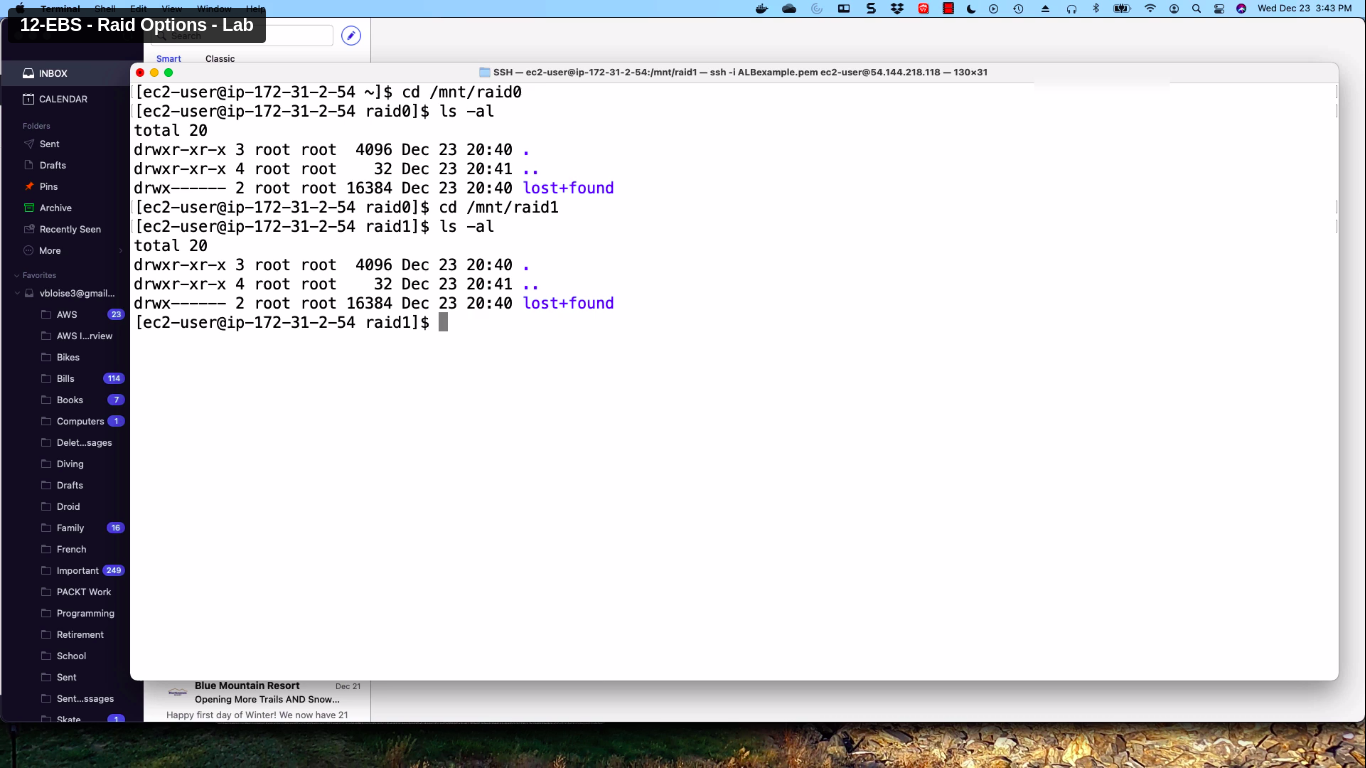 Terminal Shell Edit View Window Help
Wed Dec 23 3:43 PM
12-EBS - Raid Options - Lab
Search
Smart Classic
INBOX
CALENDAR
Folders
Sent
Drafts
Pins
Archive
Recently Seen
More
Favorites
vbloise3@gmail...
AWS 23
AWS I...rview
Bikes
Bills 114
Books 7
Computers 1
Delet...sages
Diving
Drafts
Droid
Family 16
French
Important 249
PACKT Work
Programming
Retirement
School
Sent
Sent...ssages
Skate 1
SSH — ec2-user@ip-172-31-2-54:/mnt/raid1 — ssh -i ALBexample.pem ec2-user@54.144.218.118 — 130×31
[ec2-user@ip-172-31-2-54 ~]$ cd /mnt/raid0
[ec2-user@ip-172-31-2-54 raid0]$ ls -al
total 20
drwxr-xr-x 3 root root  4096 Dec 23 20:40 .
drwxr-xr-x 4 root root    32 Dec 23 20:41 ..
drwx------ 2 root root 16384 Dec 23 20:40 lost+found
[ec2-user@ip-172-31-2-54 raid0]$ cd /mnt/raid1
[ec2-user@ip-172-31-2-54 raid1]$ ls -al
total 20
drwxr-xr-x 3 root root  4096 Dec 23 20:40 .
drwxr-xr-x 4 root root    32 Dec 23 20:41 ..
drwx------ 2 root root 16384 Dec 23 20:40 lost+found
[ec2-user@ip-172-31-2-54 raid1]$
Blue Mountain Resort Dec 21
Opening More Trails AND Snow...
Happy first day of Winter! We now have 21